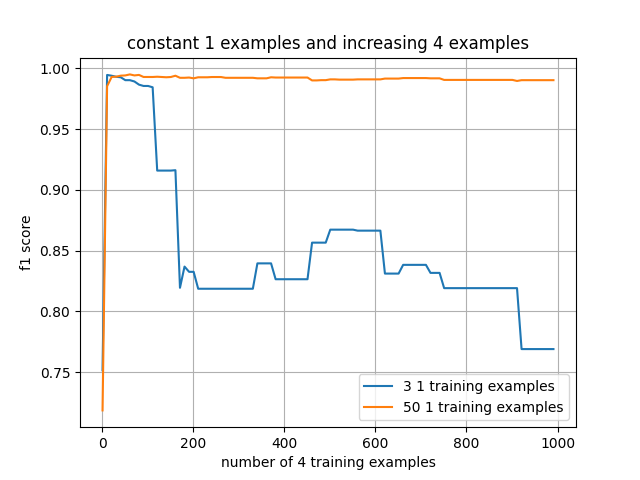 constant 1 examples and increasing 4 examples
f1 score
1.00
0.95
0.90
0.85
0.80
0.75
3 1 training examples
50 1 training examples
0 200 400 600 800 1000
number of 4 training examples